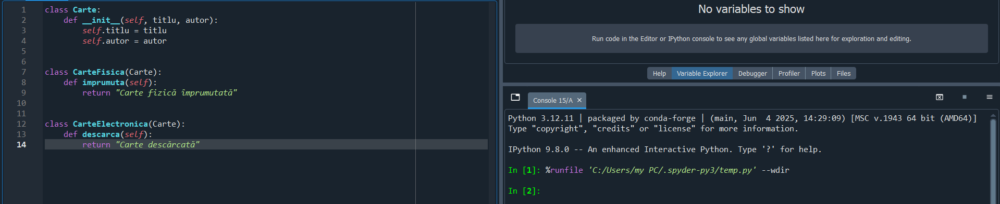 1 class Carte:
2 def __init__(self, titlu, autor):
3 self.titlu = titlu
4 self.autor = autor
5
6
7 class CarteFisica(Carte):
8 def imprumuta(self):
9 return "Carte fizică împrumutată"
10
11
12 class CarteElectronica(Carte):
13 def descarca(self):
14 return "Carte descărcată"
No variables to show
Run code in the Editor or IPython console to see any global variables listed here for exploration and editing.
Help Variable Explorer Debugger Profiler Plots Files
Console 15/A
Python 3.12.11 | packaged by conda-forge | (main, Jun  4 2025, 14:29:09) [MSC v.1943 64 bit (AMD64)]
Type "copyright", "credits" or "license" for more information.
IPython 9.8.0 -- An enhanced Interactive Python. Type '?' for help.
In [1]: %runfile 'C:/Users/my PC/.spyder-py3/temp.py' --wdir
In [2]: